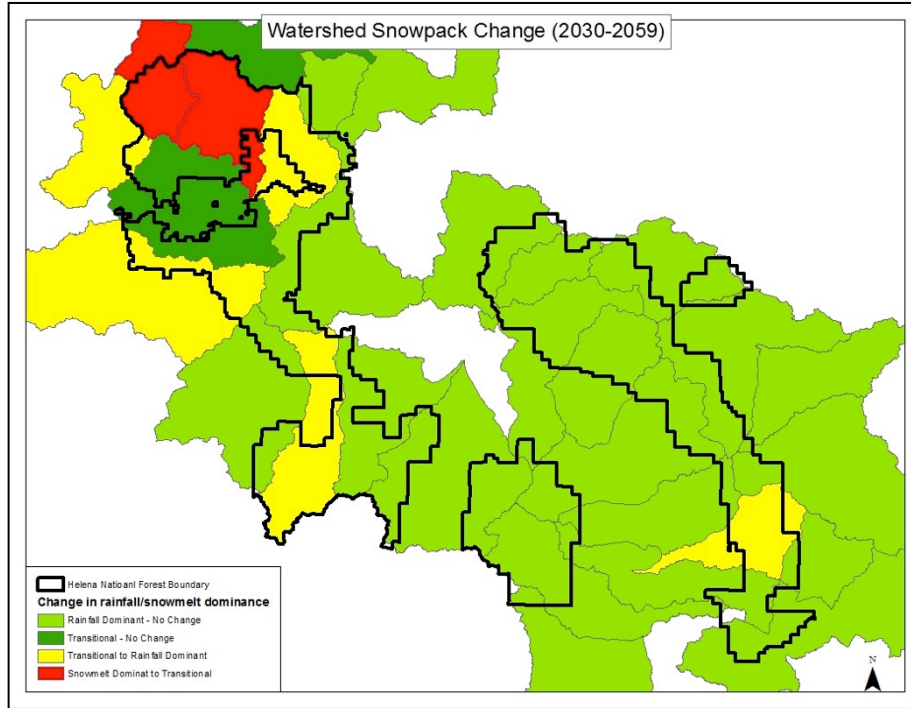 Watershed Snowpack Change (2030-2059)
Helena Natioanl Forest Boundary
Change in rainfall/snowmelt dominance
Rainfall Dominant - No Change
Transitional - No Change
Transitional to Rainfall Dominant
Snowmelt Dominat to Transitional
N